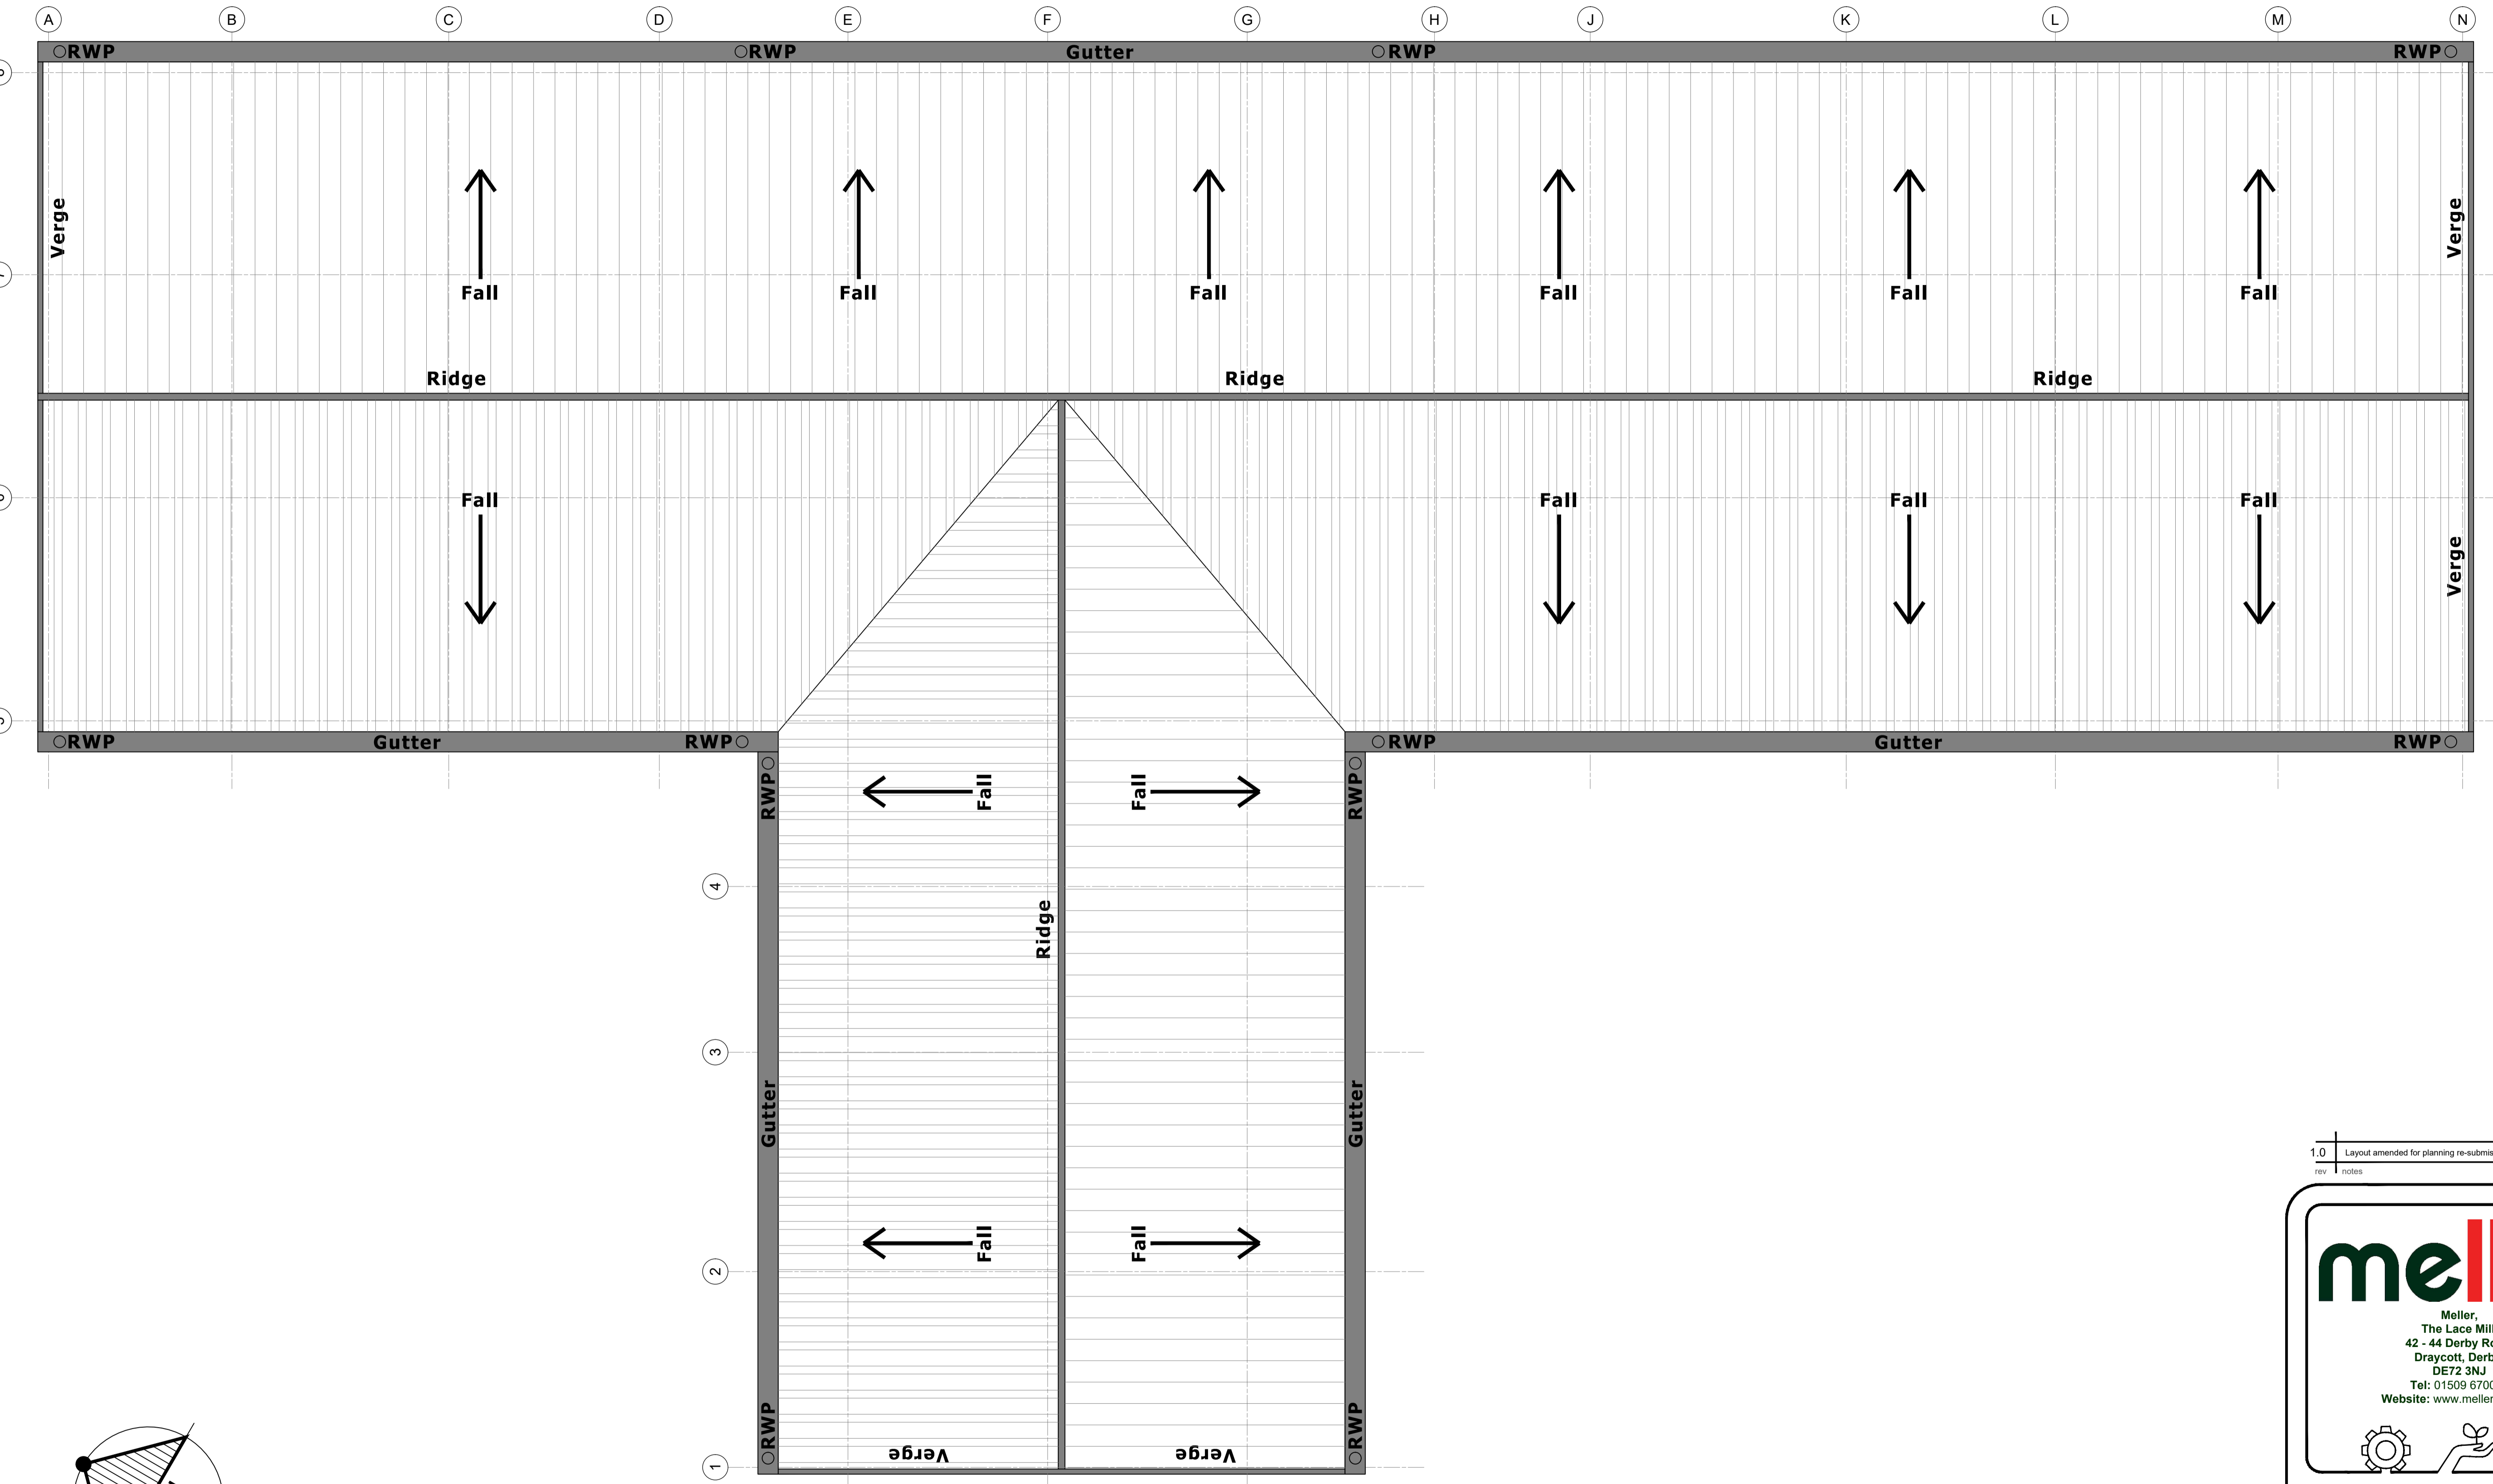 A B C D E F G H J K L M N
RWP RWP Gutter RWP RWP
Verge Verge
Fall Fall Fall Fall Fall Fall
Ridge Ridge Ridge
Fall Fall Fall Fall
Verge
RWP Gutter RWP RWP Gutter RWP
RWP RWP
Fall Fall
4
Ridge
3
Gutter Gutter
Fall Fall
2
RWP RWP
Verge Verge
1
1.0 Layout amended for planning re-submis
rev notes
mell
Meller,
The Lace Mill
42 - 44 Derby Ro
Draycott, Derb
DE72 3NJ
Tel: 01509 6700
Website: www.meller